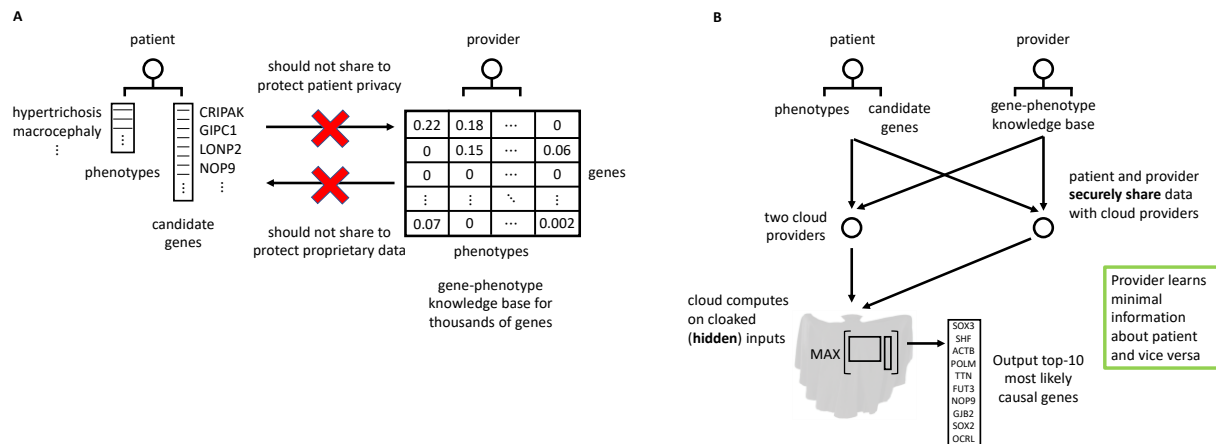 A
patient
hypertrichosis
macrocephaly
⋮
phenotypes
CRIPAK
GIPC1
LONP2
NOP9
⋮
candidate
genes
should not share to
protect patient privacy
should not share to
protect proprietary data
provider
0.22 0.18 ⋯ 0
0 0.15 ⋯ 0.06
0 0 ⋯ 0
⋮ ⋮ ⋱ ⋮
0.07 0 ⋯ 0.002
genes
phenotypes
gene-phenotype
knowledge base for
thousands of genes
B
patient
phenotypes
candidate
genes
provider
gene-phenotype
knowledge base
two cloud
providers
patient and provider
securely share data
with cloud providers
cloud computes
on cloaked
(hidden) inputs
MAX
SOX3
SHF
ACTB
POLM
TTN
FUT3
NOP9
GJB2
SOX2
OCRL
Output top-10
most likely
causal genes
Provider learns
minimal
information
about patient
and vice versa